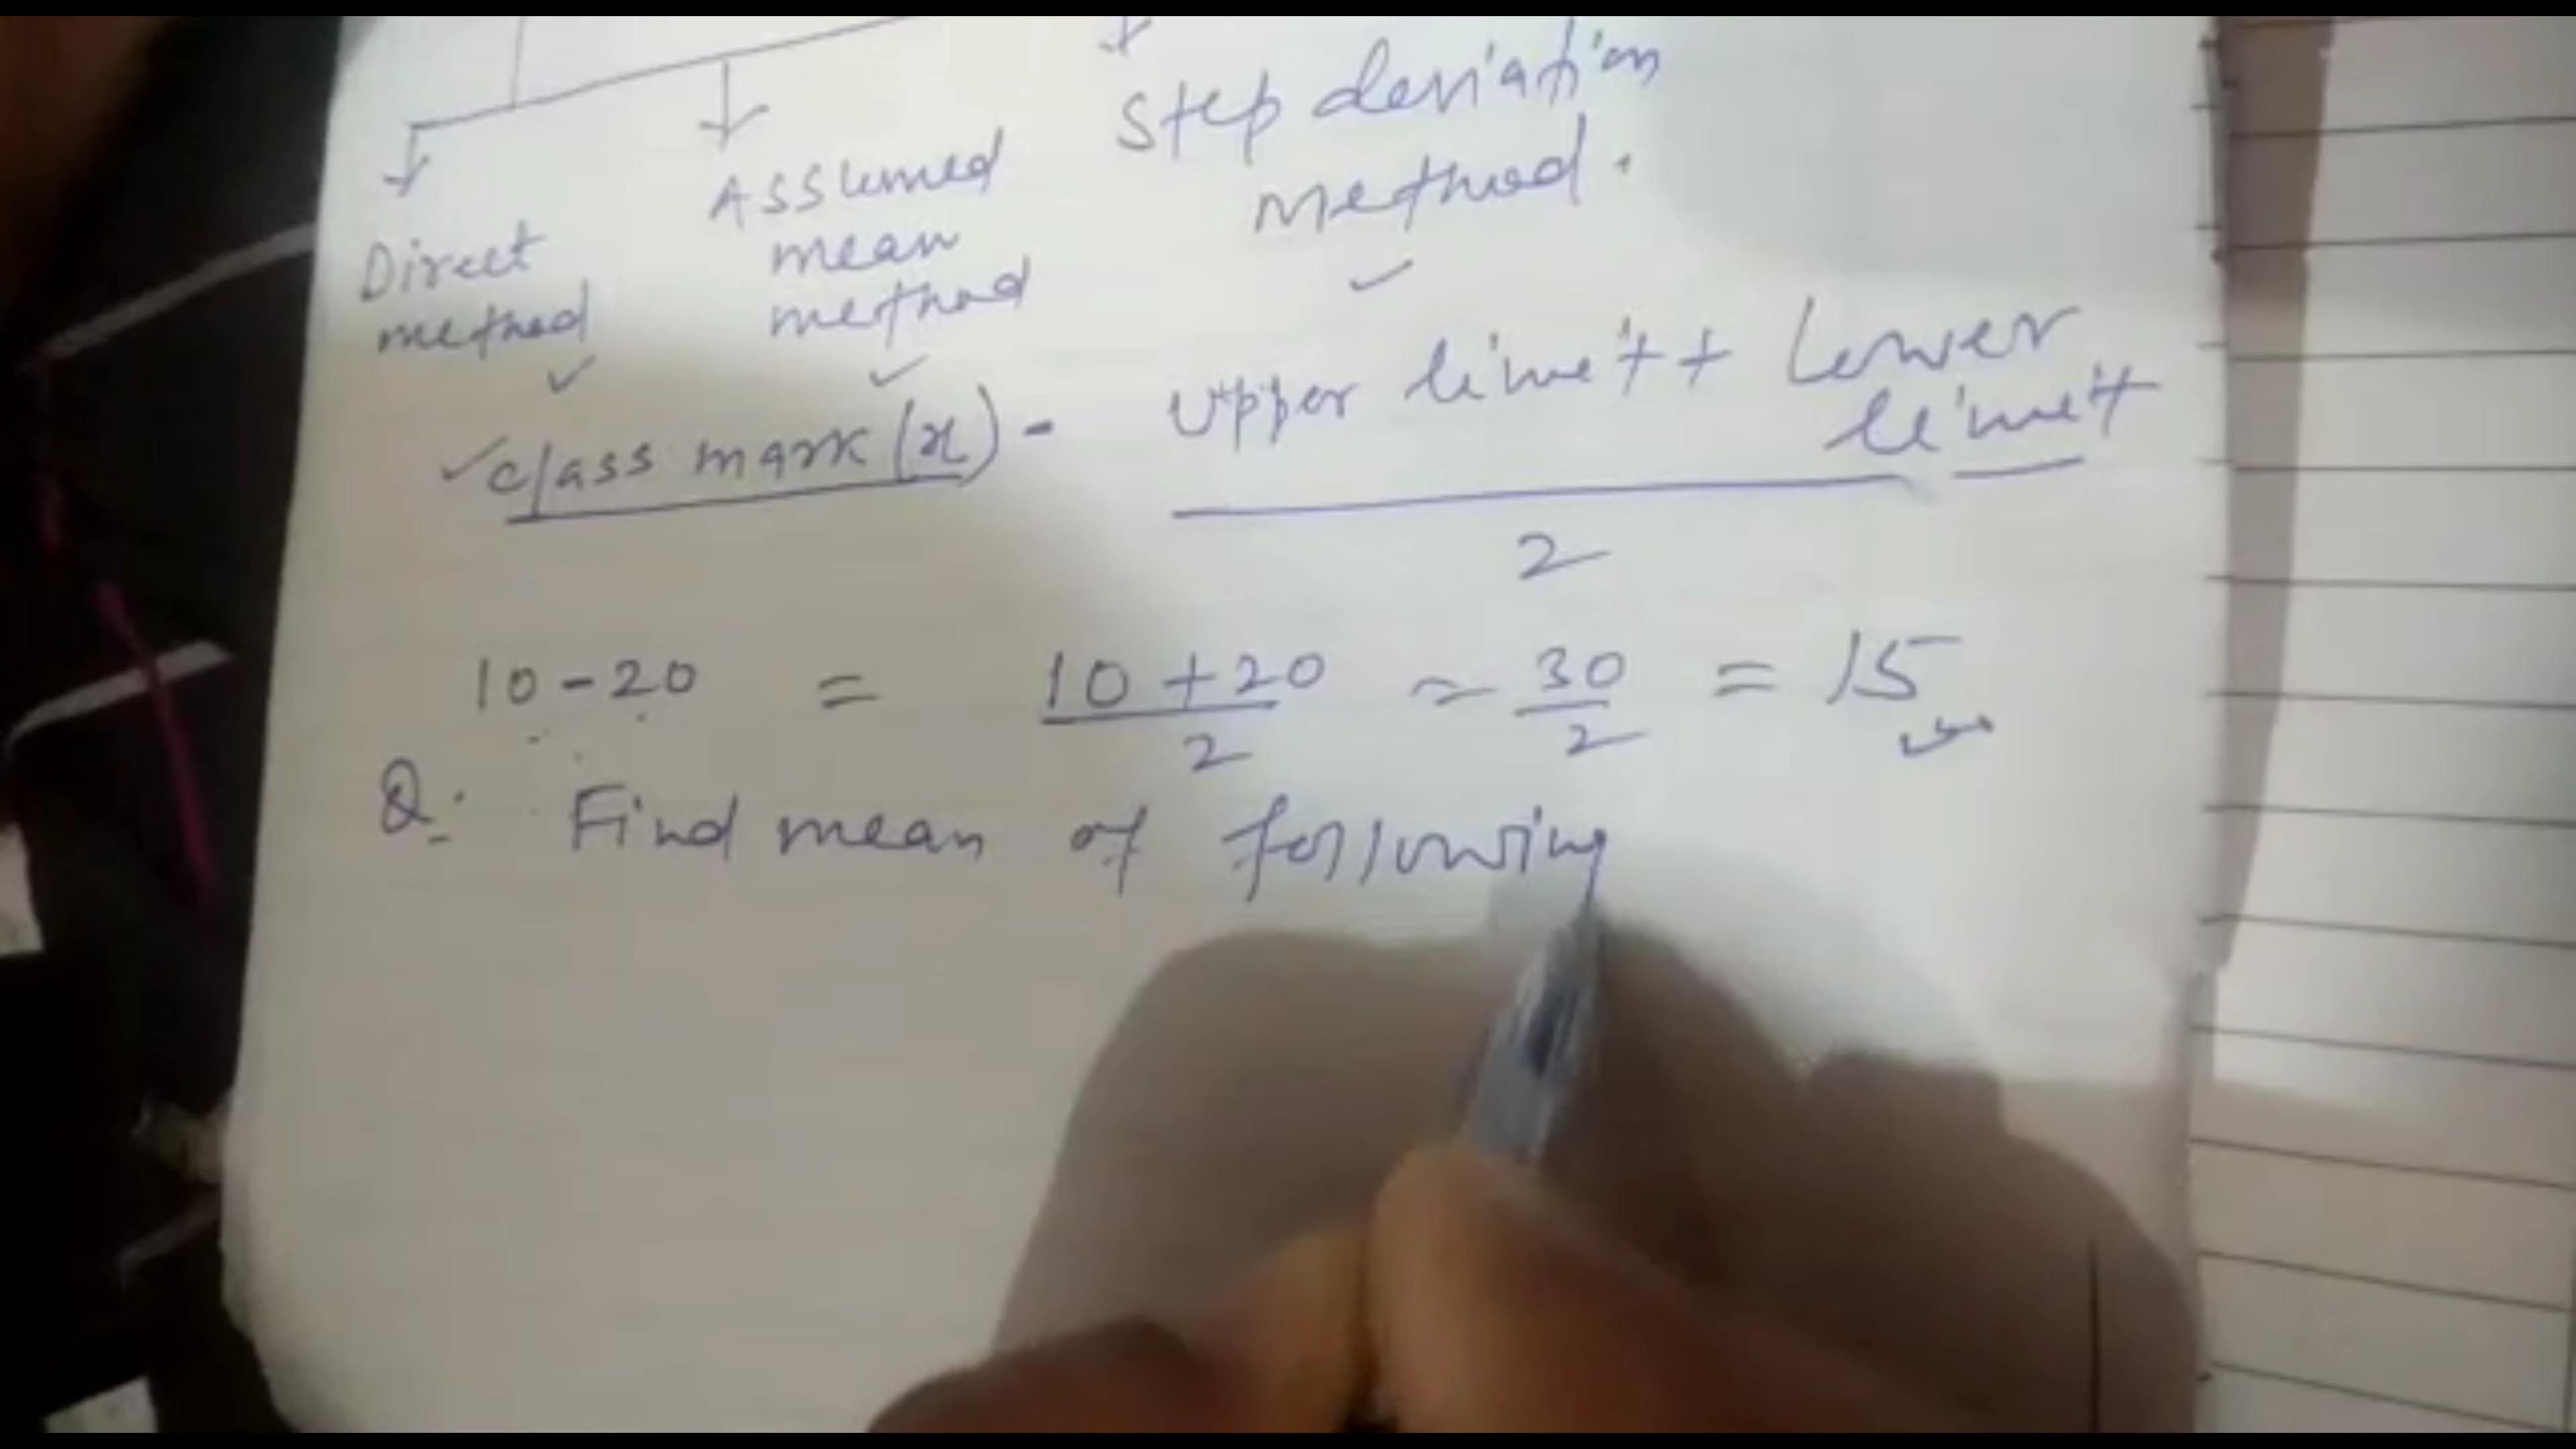 Step deviation
method.
Assumed
mean
method
Direct
method
class mark (x) - Upper limit + Lower
limit
2
10-20 = 10 + 20 = 30 = 15
2 2
Q: Find mean of following